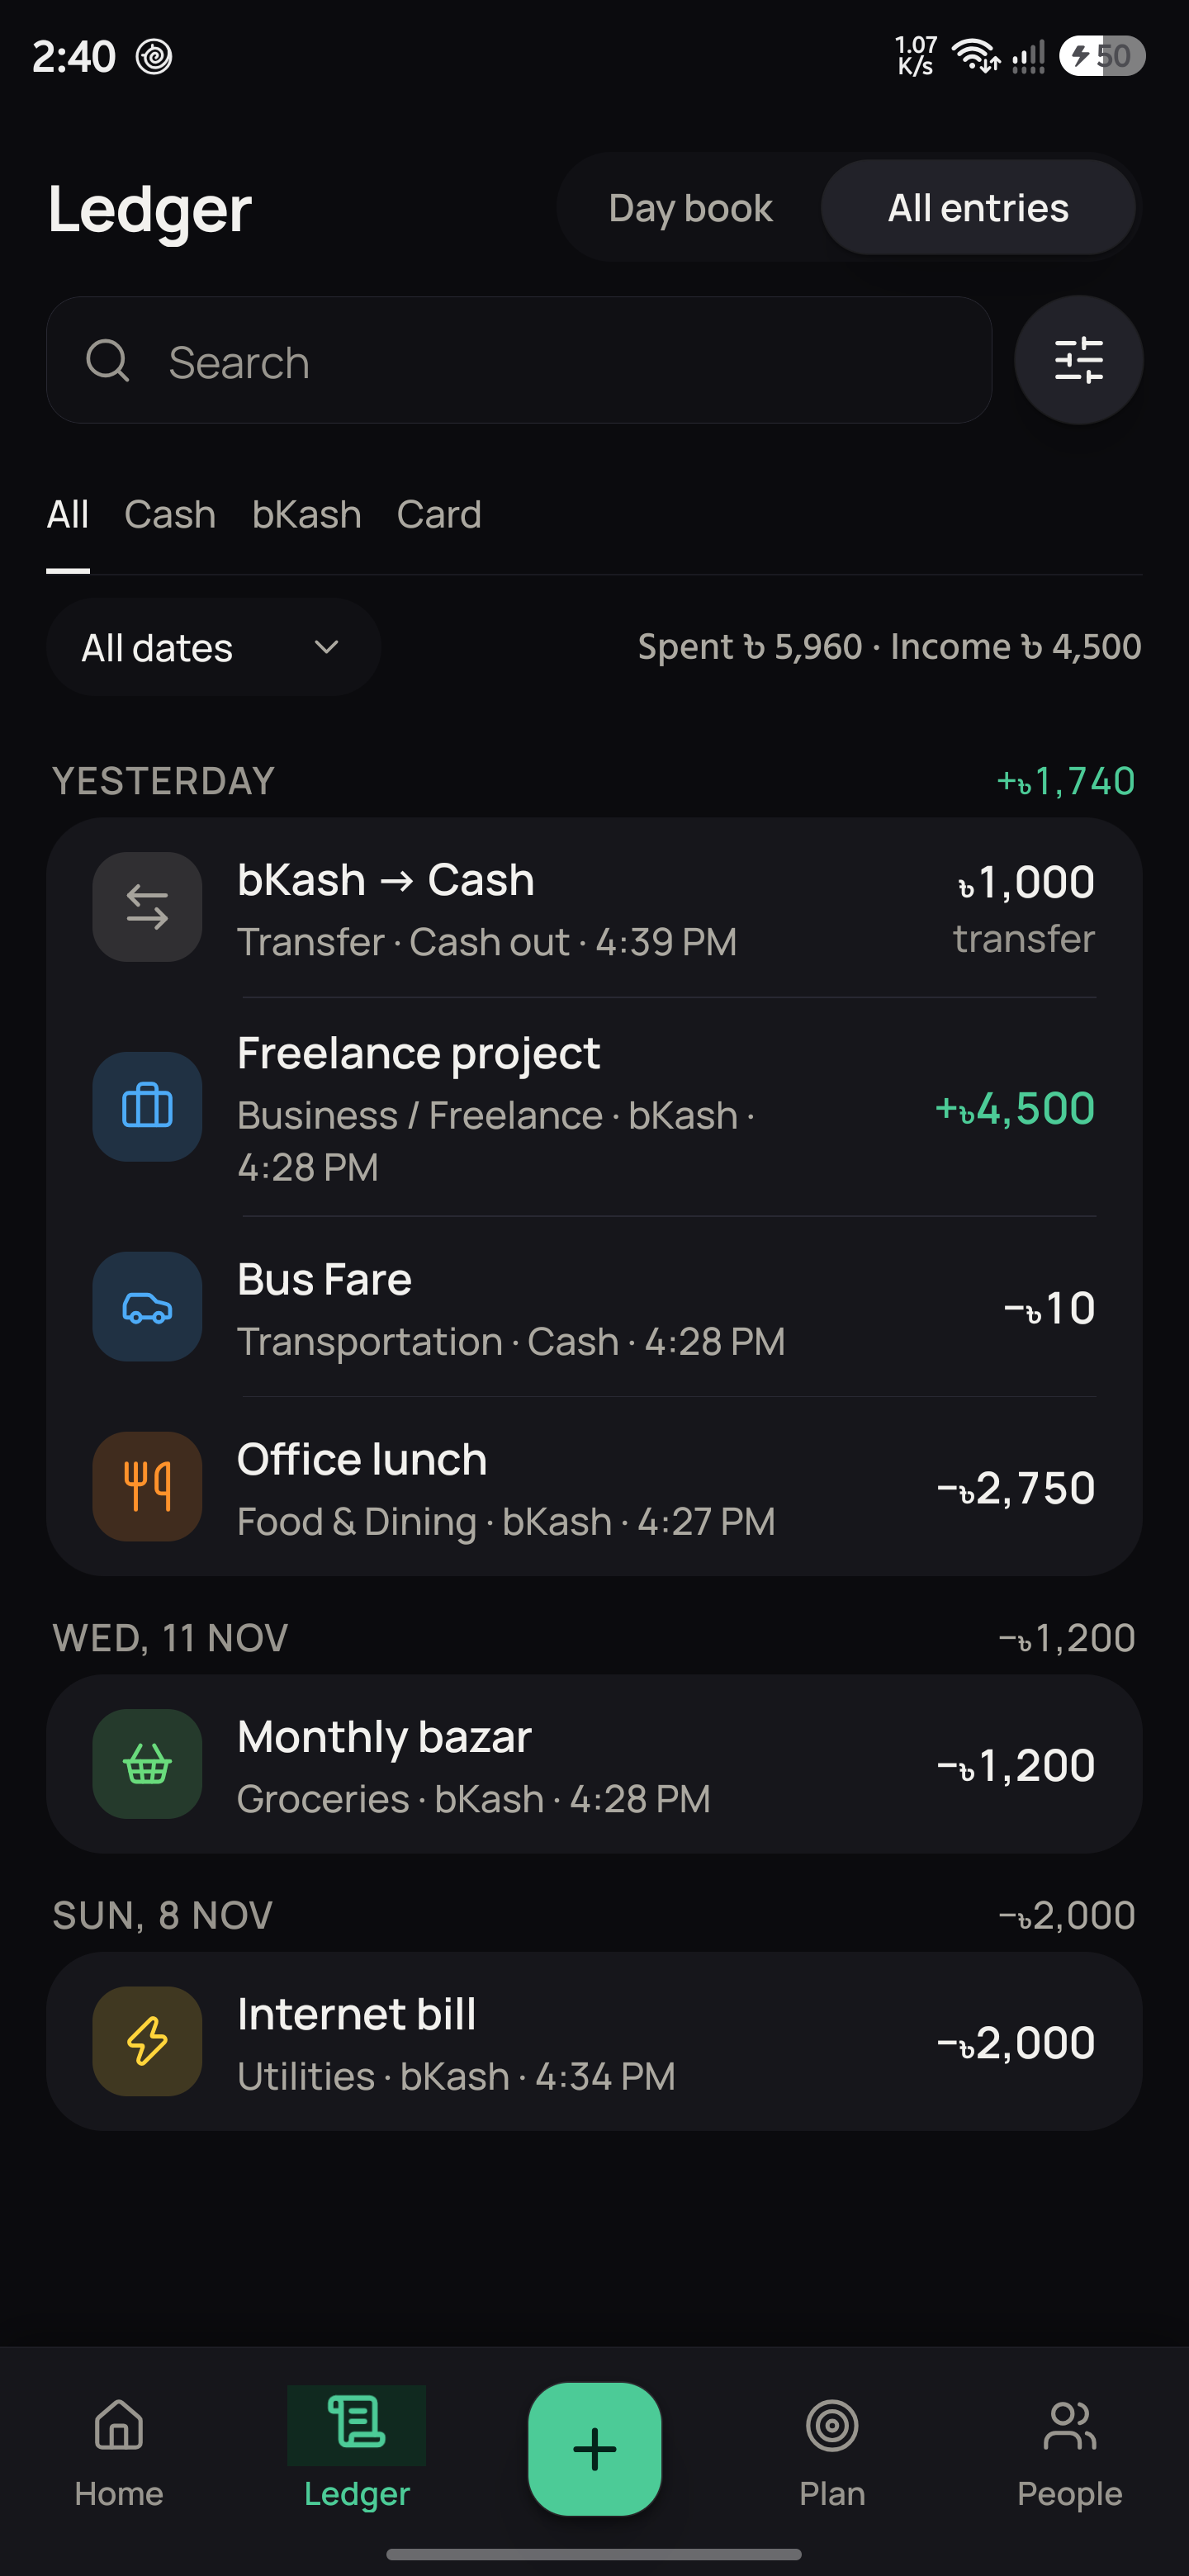 2:40
1.07
K/s
50
Ledger
Day book
All entries
Search
All
Cash
bKash
Card
All dates
Spent ৳ 5,960 · Income ৳ 4,500
YESTERDAY
+৳1,740
bKash → Cash
৳1,000
Transfer · Cash out · 4:39 PM
transfer
Freelance project
Business / Freelance · bKash ·
4:28 PM
+৳4,500
Bus Fare
Transportation · Cash · 4:28 PM
−৳10
Office lunch
Food & Dining · bKash · 4:27 PM
−৳2,750
WED, 11 NOV
−৳1,200
Monthly bazar
Groceries · bKash · 4:28 PM
−৳1,200
SUN, 8 NOV
−৳2,000
Internet bill
Utilities · bKash · 4:34 PM
−৳2,000
Home
Ledger
Plan
People